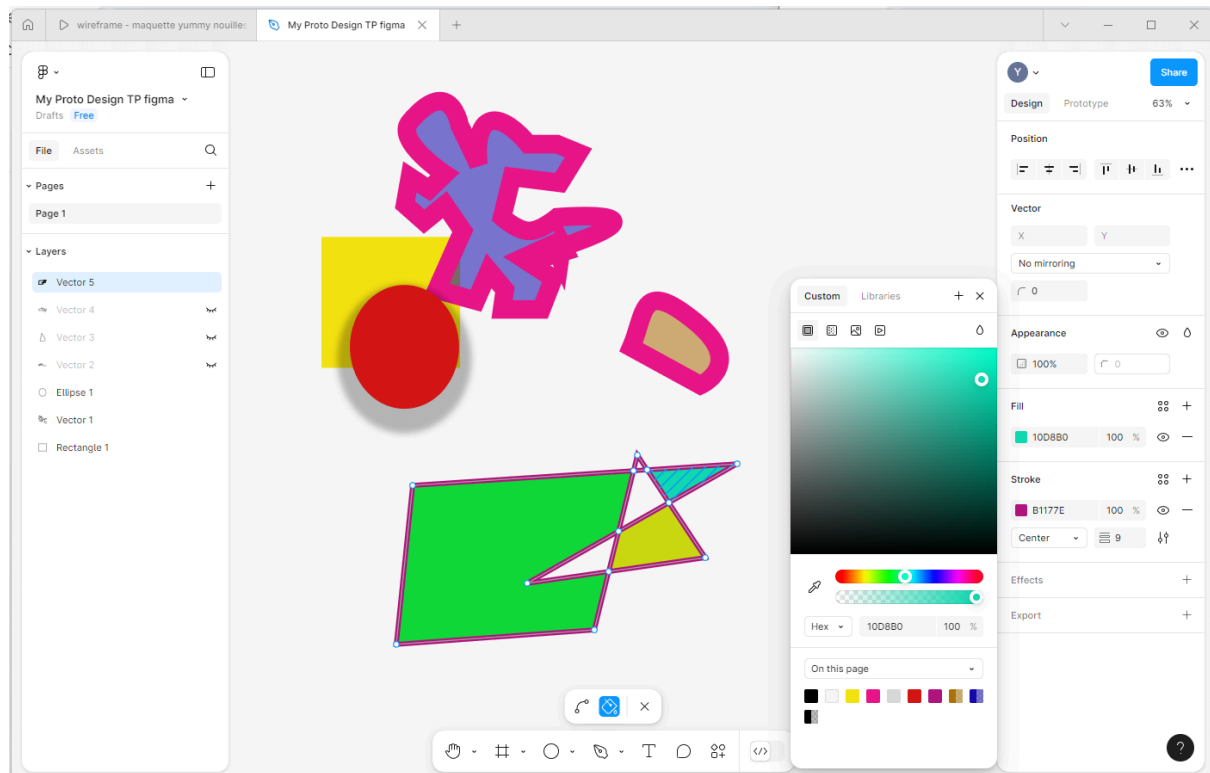 wireframe - maquette yummy nouilles
My Proto Design TP figma
My Proto Design TP figma
Drafts Free
File Assets
Pages
Page 1
Layers
Vector 5
Vector 4
Vector 3
Vector 2
Ellipse 1
Vector 1
Rectangle 1
Custom Libraries
Hex 10D8B0 100 %
On this page
Y Share
Design Prototype 63%
Position
Vector
X Y
No mirroring
0
Appearance
100% 0
Fill
10D8B0 100 %
Stroke
B1177E 100 %
Center 9
Effects
Export
T
?